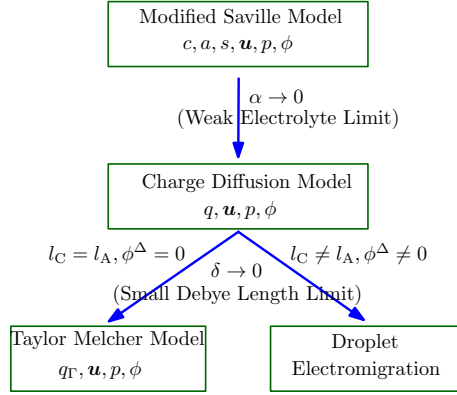 Modified Saville Model
c, a, s, u, p, ϕ
α → 0
(Weak Electrolyte Limit)
Charge Diffusion Model
q, u, p, ϕ
l_C = l_A, ϕ^Δ = 0
l_C ≠ l_A, ϕ^Δ ≠ 0
δ → 0
(Small Debye Length Limit)
Taylor Melcher Model
q_Γ, u, p, ϕ
Droplet
Electromigration